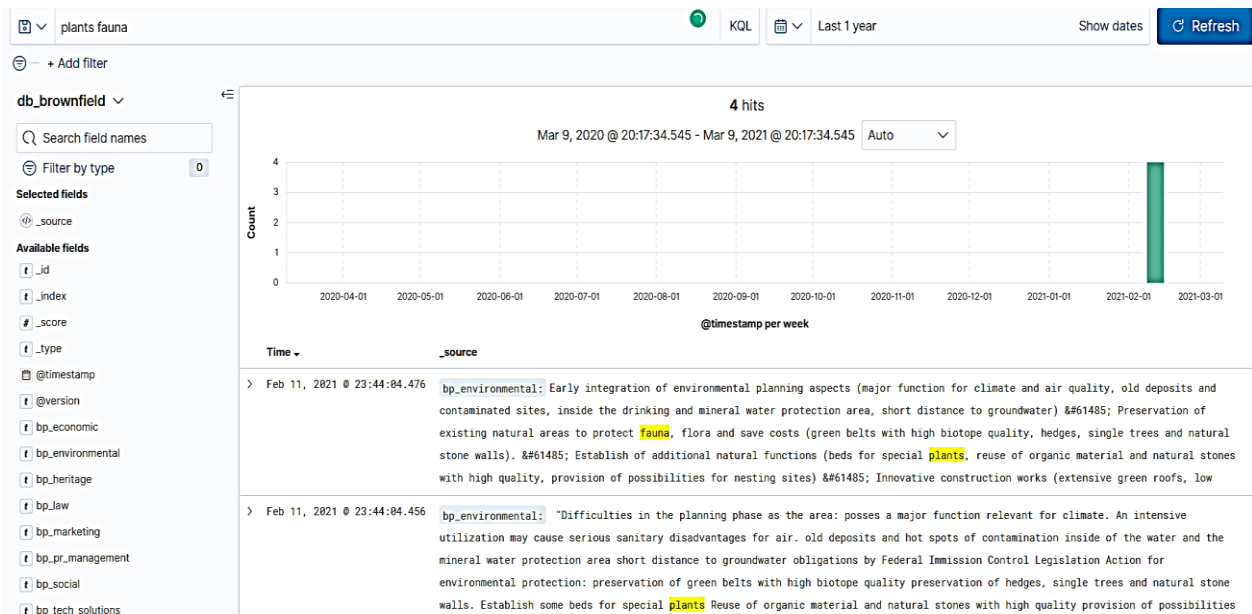 plants fauna
KQL
Last 1 year
Show dates
Refresh
+ Add filter
db_brownfield
Search field names
Filter by type 0
Selected fields
_source
Available fields
t _id
t _index
# _score
t _type
@timestamp
t @version
t bp_economic
t bp_environmental
t bp_heritage
t bp_law
t bp_marketing
t bp_pr_management
t bp_social
t bp_tech_solutions
4 hits
Mar 9, 2020 @ 20:17:34.545 - Mar 9, 2021 @ 20:17:34.545 Auto
Count
4
3
2
1
0
2020-04-01 2020-05-01 2020-06-01 2020-07-01 2020-08-01 2020-09-01 2020-10-01 2020-11-01 2020-12-01 2021-01-01 2021-02-01 2021-03-01
@timestamp per week
Time _source
Feb 11, 2021 @ 23:44:04.476 bp_environmental: Early integration of environmental planning aspects (major function for climate and air quality, old deposits and
contaminated sites, inside the drinking and mineral water protection area, short distance to groundwater) &#61485; Preservation of
existing natural areas to protect fauna, flora and save costs (green belts with high biotope quality, hedges, single trees and natural
stone walls). &#61485; Establish of additional natural functions (beds for special plants, reuse of organic material and natural stones
with high quality, provision of possibilities for nesting sites) &#61485; Innovative construction works (extensive green roofs, low
Feb 11, 2021 @ 23:44:04.456 bp_environmental: "Difficulties in the planning phase as the area: posses a major function relevant for climate. An intensive
utilization may cause serious sanitary disadvantages for air. old deposits and hot spots of contamination inside of the water and the
mineral water protection area short distance to groundwater obligations by Federal Immission Control Legislation Action for
environmental protection: preservation of green belts with high biotope quality preservation of hedges, single trees and natural stone
walls. Establish some beds for special plants Reuse of organic material and natural stones with high quality provision of possibilities